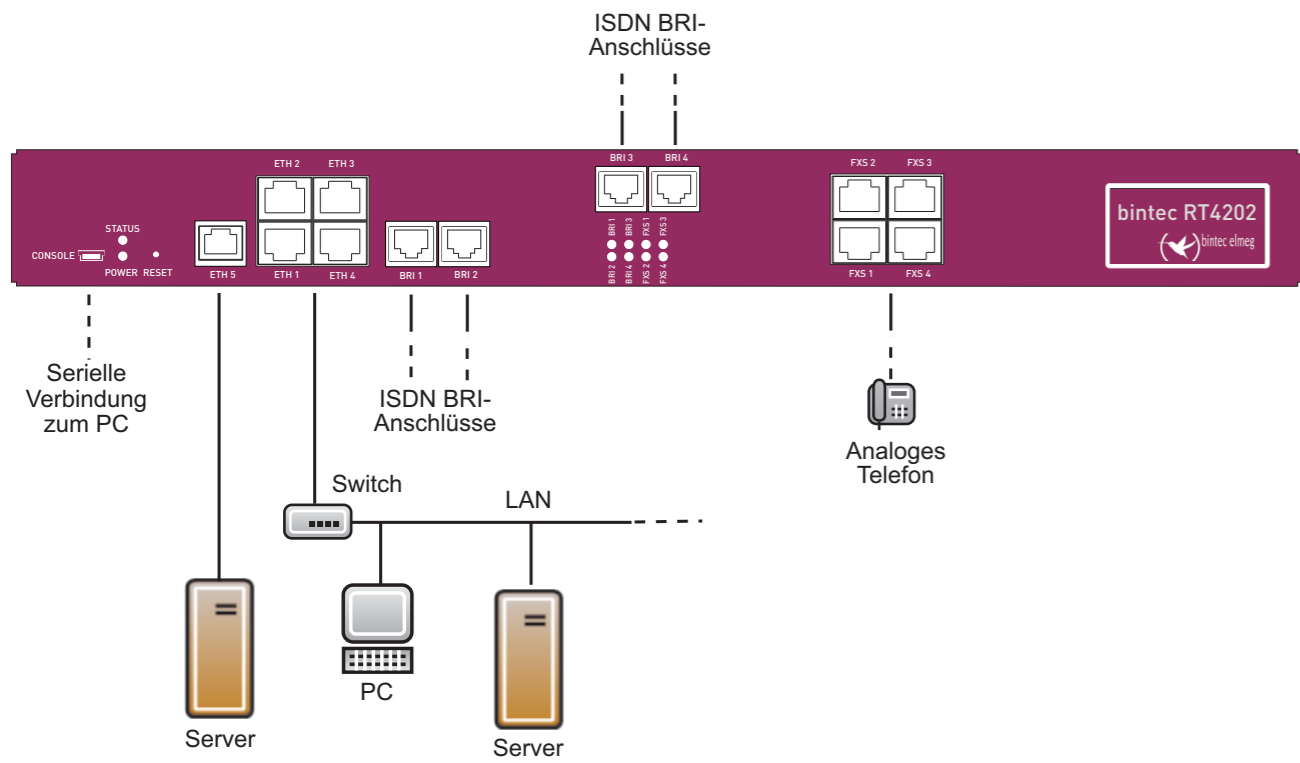 ISDN BRI-
Anschlüsse
ETH 2
ETH 3
BRI 3
BRI 4
FXS 2
FXS 3
bintec RT4202
bintec elmeg
STATUS
CONSOLE
POWER
RESET
ETH 5
ETH 1
ETH 4
BRI 1
BRI 2
BRI 1
BRI 3
FXS 1
FXS 3
BRI 2
BRI 4
FXS 2
FXS 4
FXS 1
FXS 4
Serielle
Verbindung
zum PC
ISDN BRI-
Anschlüsse
Analoges
Telefon
Switch
LAN
PC
Server
Server